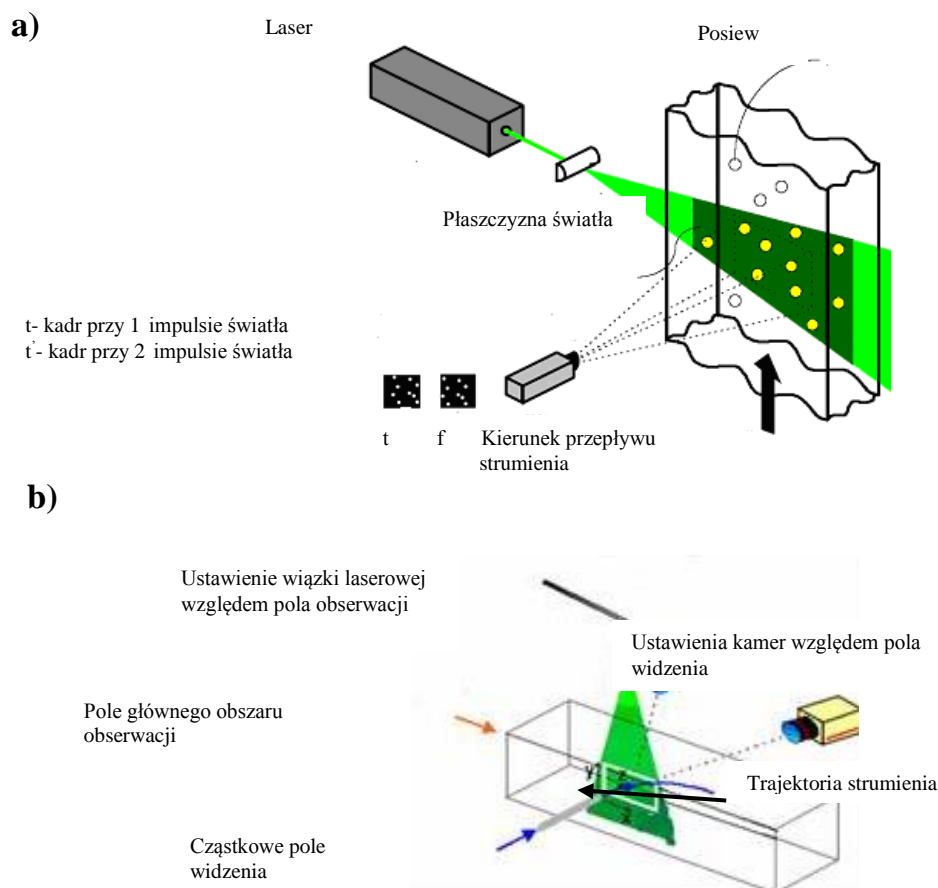 a)
Laser
Posiew
Płaszczyzna światła
t- kadr przy 1 impulsie światła
t'- kadr przy 2 impulsie światła
t f Kierunek przepływu
strumienia
b)
Ustawienie wiązki laserowej
względem pola obserwacji
Ustawienia kamer względem pola
widzenia
Pole głównego obszaru
obserwacji
y z
Trajektoria strumienia
x
Cząstkowe pole
widzenia